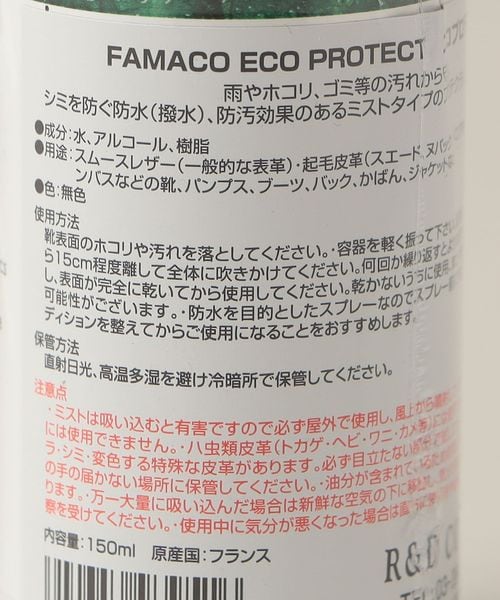 FAMACO ECO PROTECT
雨やホコリ、ゴミ等の汚れから
シミを防ぐ防水(撥水)、防汚効果のあるミストタイプの
●成分:水、アルコール、樹脂
●用途:スムースレザー(一般的な表革)・起毛皮革(スエード、ヌバック
ンバスなどの靴、パンプス、ブーツ、バック、かばん、ジャケット
●色:無色
使用方法
靴表面のホコリや汚れを落としてください。・容器を軽く振って下さい。
ら15cm程度離して全体に吹きかけてください。何回か繰り返すと
し、表面が完全に乾いてから使用してください。乾かないうちに使用
可能性がございます。・防水を目的としたスプレーなので、スプレー
ディションを整えてからご使用になることをおすすめします。
保管方法
直射日光、高温多湿を避け冷暗所で保管してください。
注意点
・ミストは吸い込むと有害ですので必ず屋外で使用し、風上から
には使用できません。・ハ虫類皮革(トカゲ・ヘビ・ワニ・カメ等)
ラ・シミ・変色する特殊な皮革があります。必ず目立たない部分
の手の届かない場所に保管してください。・油分が含まれている
ります。・万一大量に吸い込んだ場合は新鮮な空気の下に移動
察を受けてください。・使用中に気分が悪くなった場合は
内容量:150ml 原産国:フランス
R&D
TEL:03-